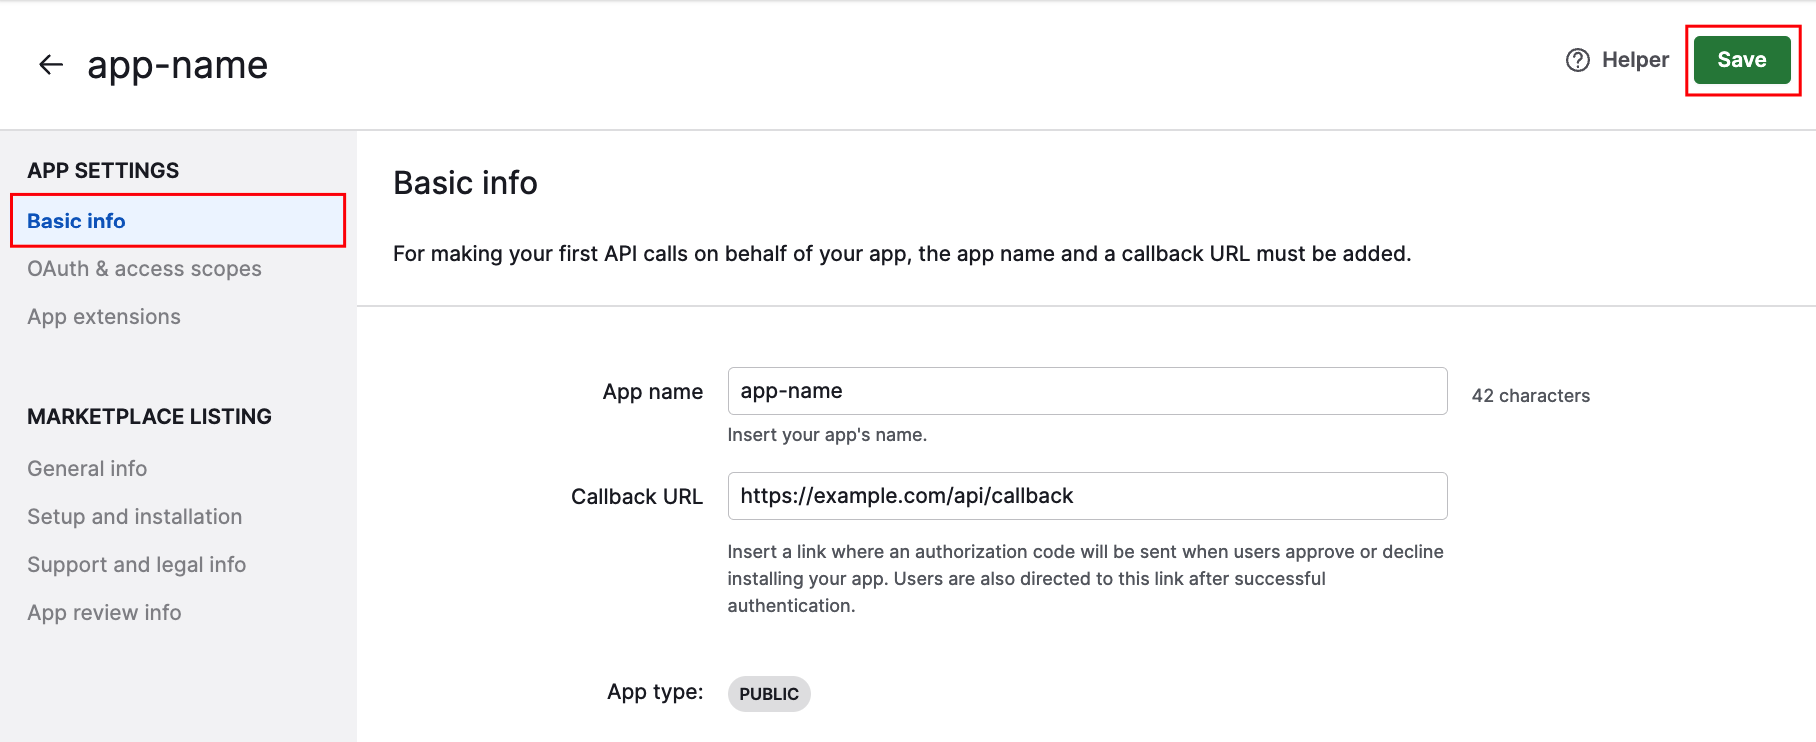 app-name
Helper
Save
APP SETTINGS
Basic info
OAuth & access scopes
App extensions
MARKETPLACE LISTING
General info
Setup and installation
Support and legal info
App review info
Basic info
For making your first API calls on behalf of your app, the app name and a callback URL must be added.
App name
app-name
42 characters
Insert your app's name.
Callback URL
https://example.com/api/callback
Insert a link where an authorization code will be sent when users approve or decline
installing your app. Users are also directed to this link after successful
authentication.
App type:
PUBLIC